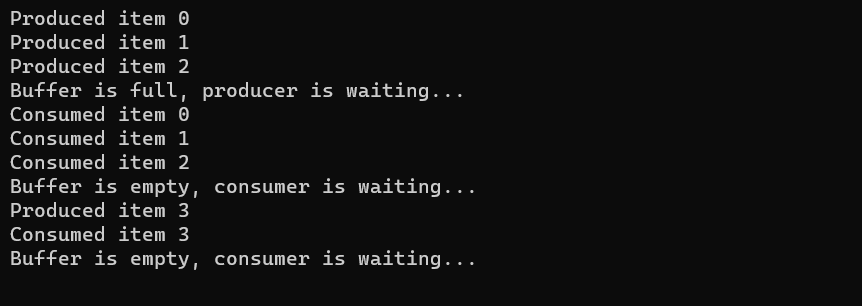 Produced item 0
Produced item 1
Produced item 2
Buffer is full, producer is waiting...
Consumed item 0
Consumed item 1
Consumed item 2
Buffer is empty, consumer is waiting...
Produced item 3
Consumed item 3
Buffer is empty, consumer is waiting...